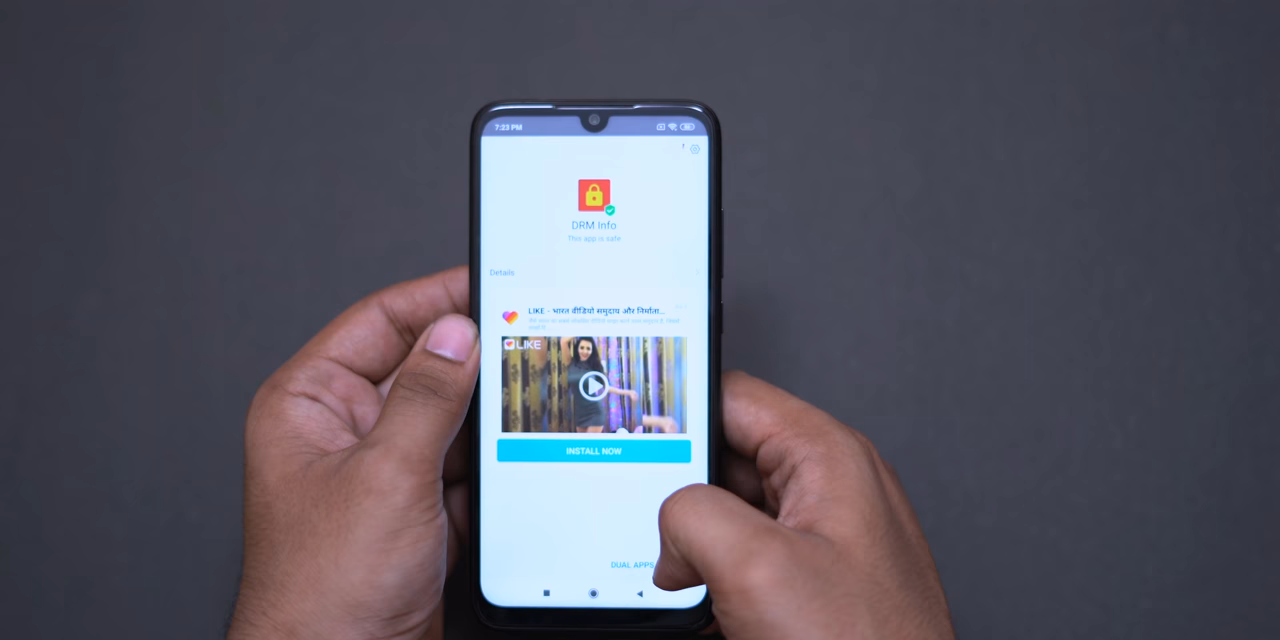 7:23 PM
DRM Info
This app is safe
Details
LIKE - भारत वीडियो समुदाय और निर्माता...
LIKE
INSTALL NOW
DUAL APPS